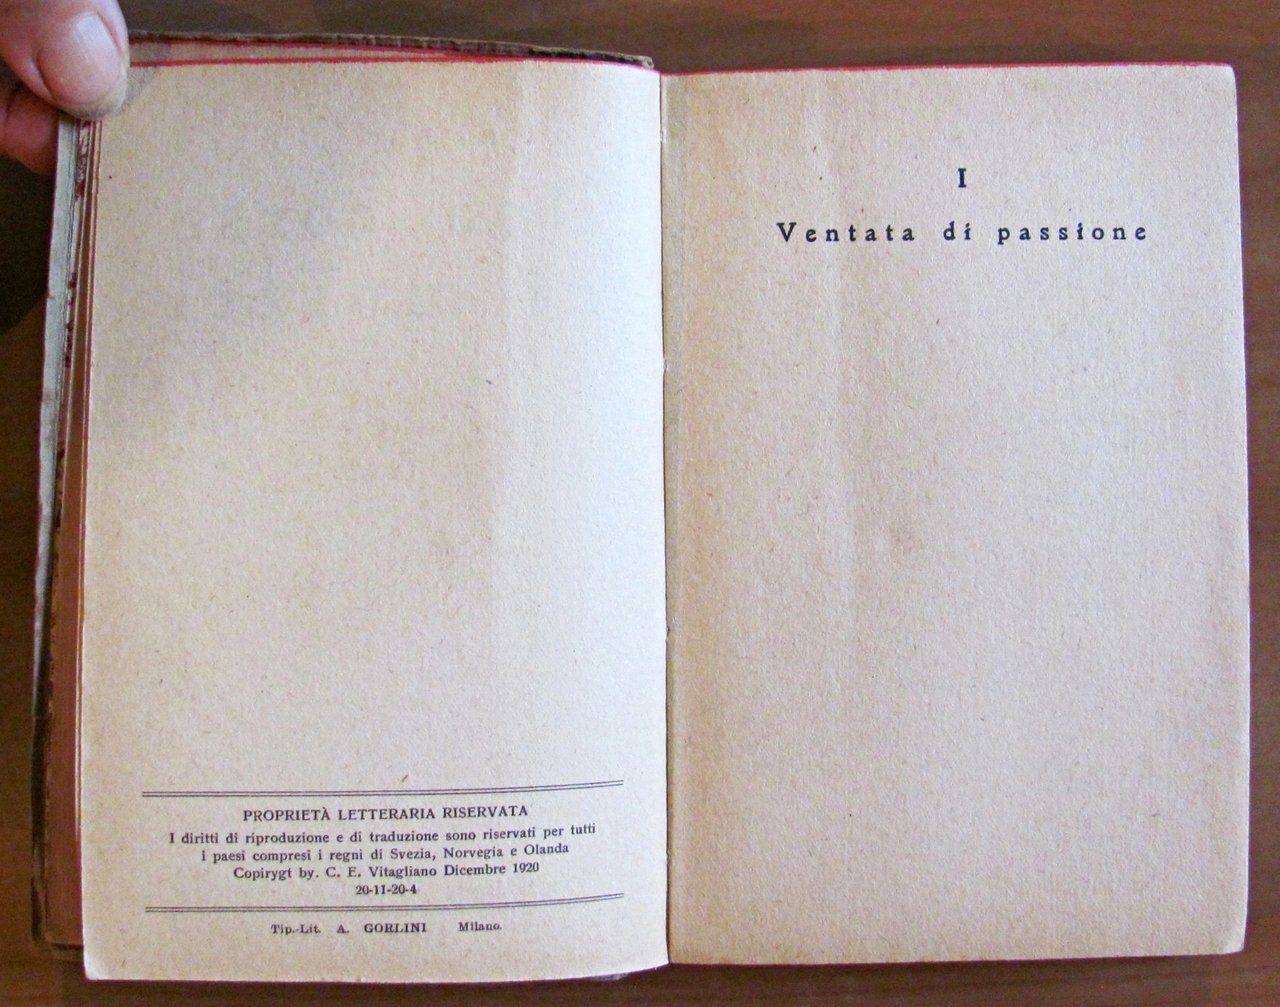 PROPRIETÀ LETTERARIA RISERVATA
I diritti di riproduzione e di traduzione sono riservati per tutti
i paesi compresi i regni di Svezia, Norvegia e Olanda
Copirygt by. C. E. Vitagliano Dicembre 1920
20-11-20-4
Tip.-Lit. A. GORLINI Milano.
I
Ventata di passione